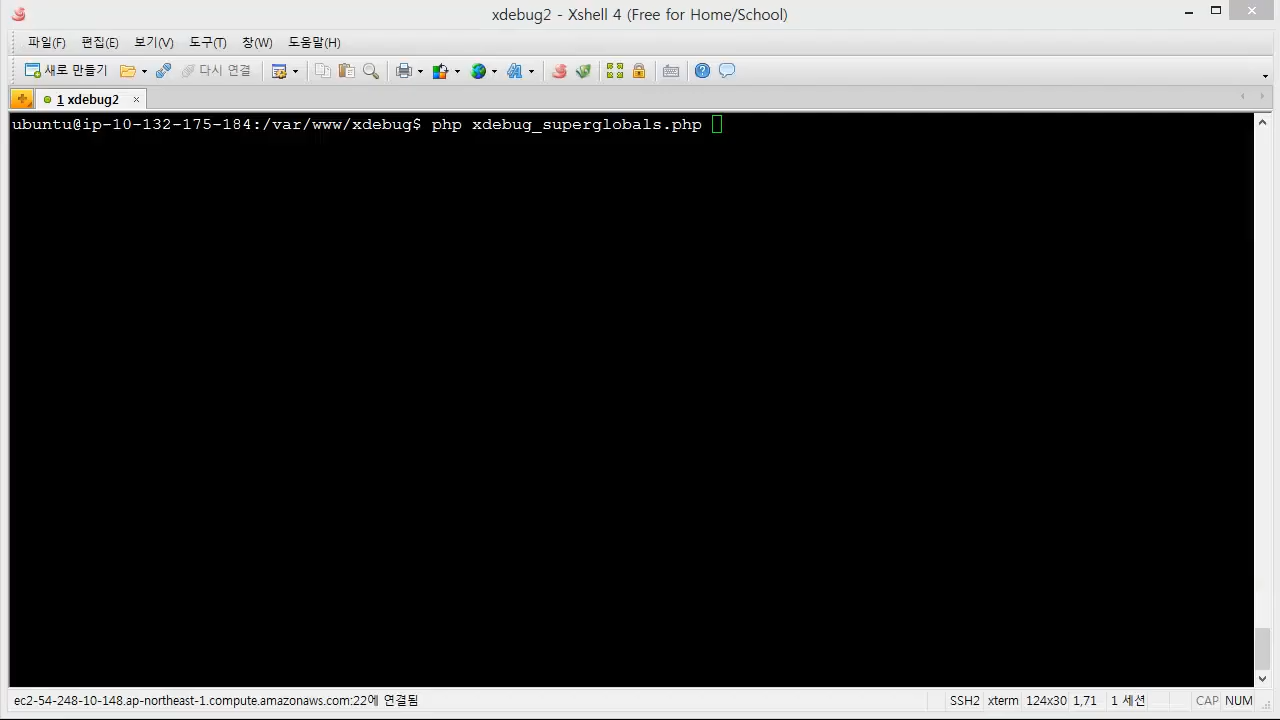 xdebug2 - Xshell 4 (Free for Home/School)
파일(F) 편집(E) 보기(V) 도구(T) 창(W) 도움말(H)
새로 만들기 다시 연결
1 xdebug2
ubuntu@ip-10-132-175-184:/var/www/xdebug$ php xdebug_superglobals.php
ec2-54-248-10-148.ap-northeast-1.compute.amazonaws.com:22에 연결됨 SSH2 xterm 124x30 1,71 1 세션 CAP NUM